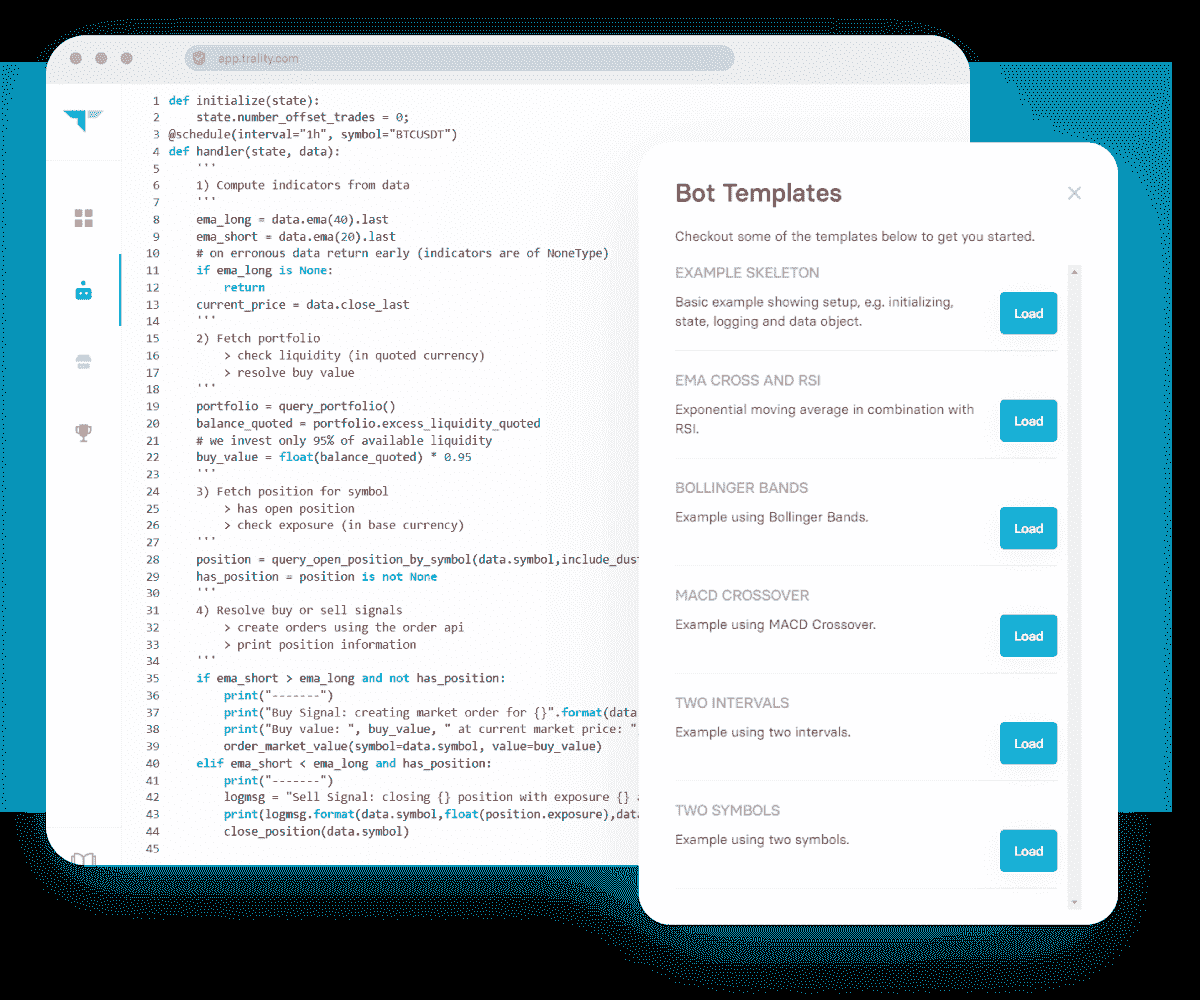 app.trality.com
1 def initialize(state):
2 state.number_offset_trades = 0;
3 @schedule(interval="1h", symbol="BTCUSDT")
4 def handler(state, data):
5 '''
6 1) Compute indicators from data
7 '''
8 ema_long = data.ema(40).last
9 ema_short = data.ema(20).last
10 # on erronous data return early (indicators are of NoneType)
11 if ema_long is None:
12 return
13 current_price = data.close_last
14 '''
15 2) Fetch portfolio
16 > check liquidity (in quoted currency)
17 > resolve buy value
18 '''
19 portfolio = query_portfolio()
20 balance_quoted = portfolio.excess_liquidity_quoted
21 # we invest only 95% of available liquidity
22 buy_value = float(balance_quoted) * 0.95
23 '''
24 3) Fetch position for symbol
25 > has open position
26 > check exposure (in base currency)
27 '''
28 position = query_open_position_by_symbol(data.symbol,include_dust
29 has_position = position is not None
30 '''
31 4) Resolve buy or sell signals
32 > create orders using the order api
33 > print position information
34 '''
35 if ema_short > ema_long and not has_position:
36 print("-------")
37 print("Buy Signal: creating market order for {}".format(data
38 print("Buy value: ", buy_value, " at current market price: "
39 order_market_value(symbol=data.symbol, value=buy_value)
40 elif ema_short < ema_long and has_position:
41 print("-------")
42 logmsg = "Sell Signal: closing {} position with exposure {}
43 print(logmsg.format(data.symbol,float(position.exposure),data
44 close_position(data.symbol)
45
Bot Templates
Checkout some of the templates below to get you started.
EXAMPLE SKELETON
Basic example showing setup, e.g. initializing,
state, logging and data object.
Load
EMA CROSS AND RSI
Exponential moving average in combination with
RSI.
Load
BOLLINGER BANDS
Example using Bollinger Bands.
Load
MACD CROSSOVER
Example using MACD Crossover.
Load
TWO INTERVALS
Example using two intervals.
Load
TWO SYMBOLS
Example using two symbols.
Load